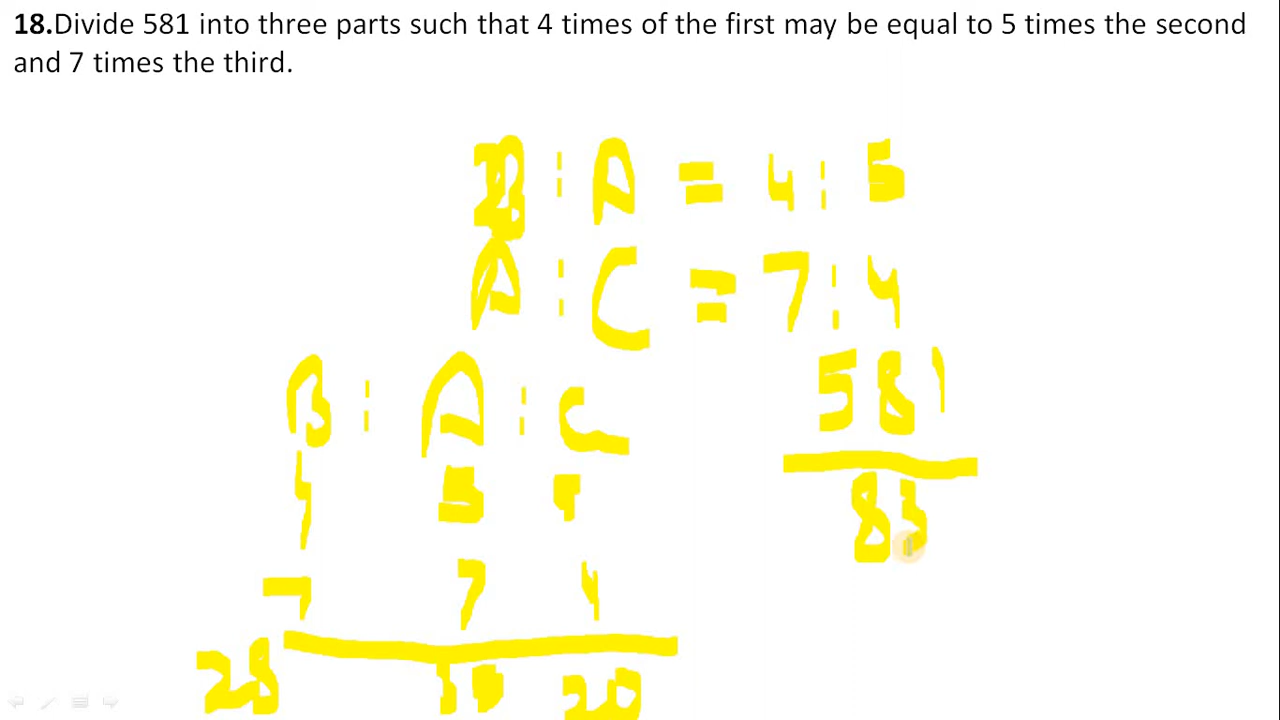 18.Divide 581 into three parts such that 4 times of the first may be equal to 5 times the second
and 7 times the third.
B : A = 4 : 5
A : C = 7 : 4
B : A : C
581
4 5
83
7 7 4
28 20